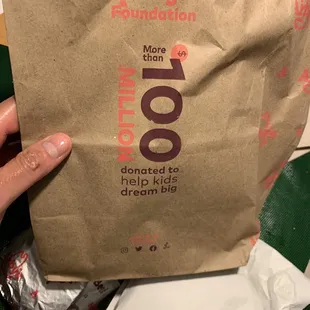 Foundation
More
than
$
100
MILLION
donated to
help kids
dream big